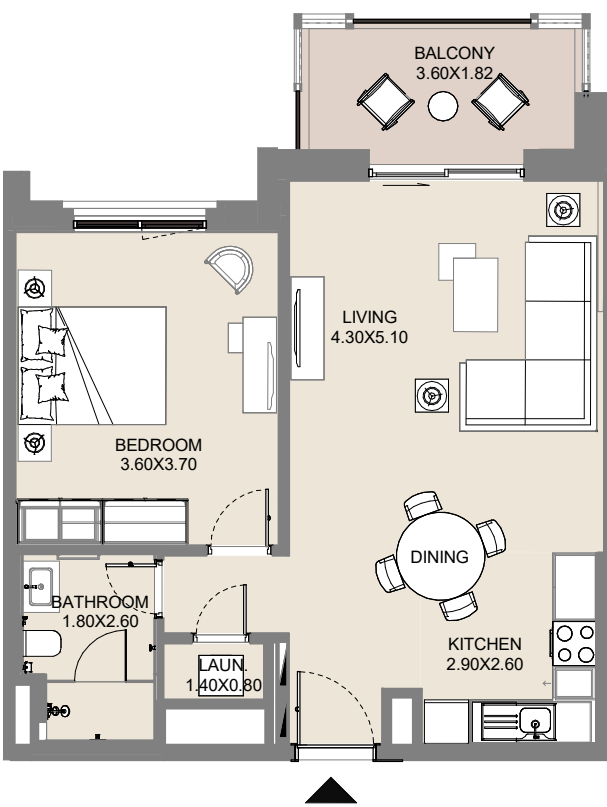 BALCONY
3.60X1.82
LIVING
4.30X5.10
BEDROOM
3.60X3.70
DINING
BATHROOM
1.80X2.60
KITCHEN
2.90X2.60
LAUN.
1.40X0.80